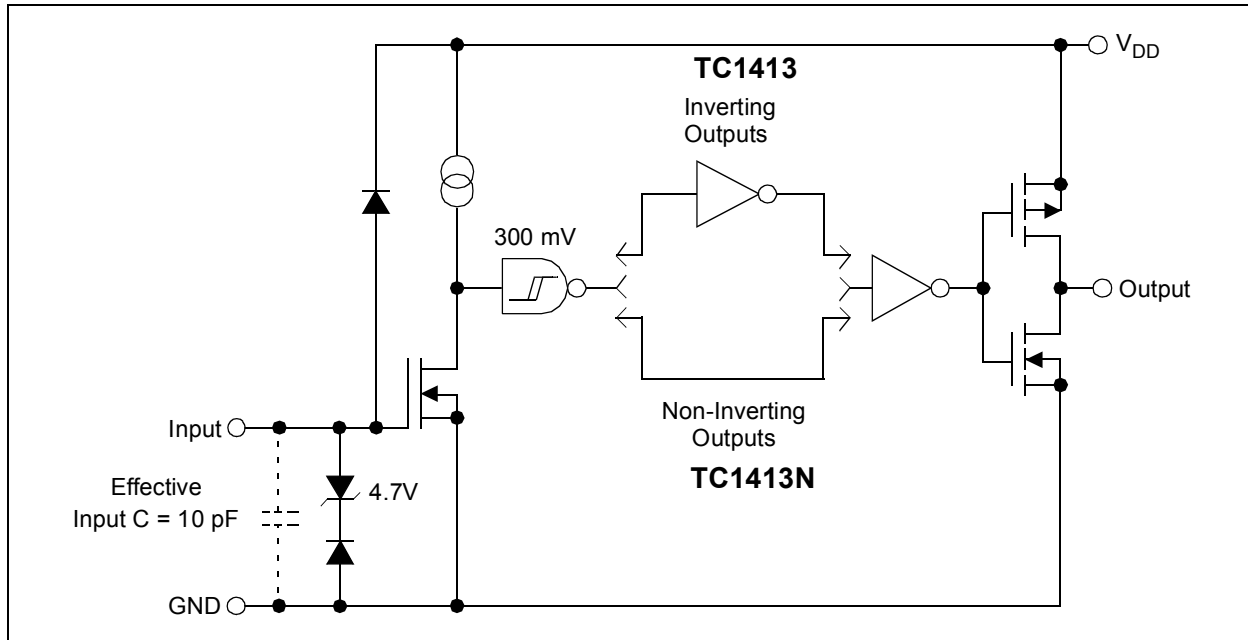 V_DD
TC1413
Inverting
Outputs
300 mV
Output
Input
Non-Inverting
Outputs
TC1413N
Effective
Input C = 10 pF
4.7V
GND